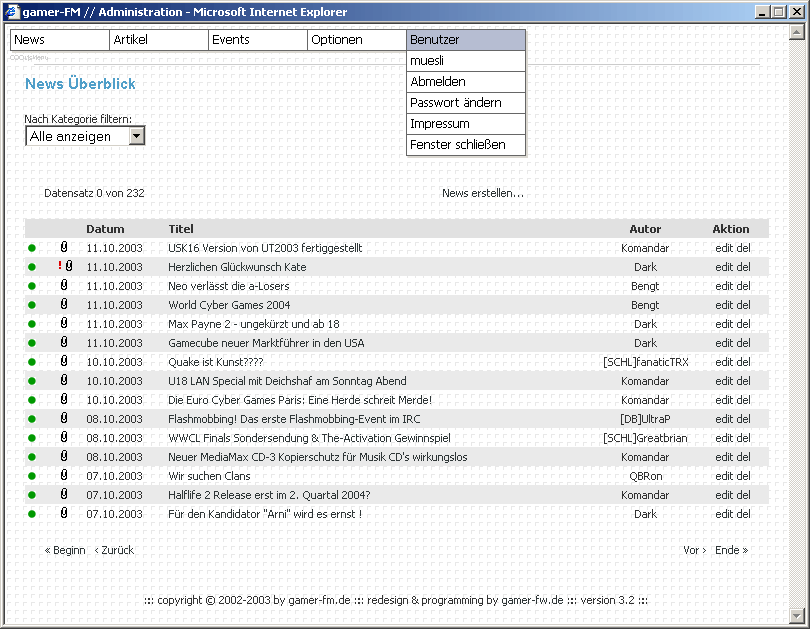 gamer-FM // Administration - Microsoft Internet Explorer
News Artikel Events Optionen Benutzer
muesli
Abmelden
Passwort ändern
Impressum
Fenster schließen
News Überblick
Nach Kategorie filtern:
Alle anzeigen
Datensatz 0 von 232 News erstellen...
Datum Titel Autor Aktion
11.10.2003 USK16 Version von UT2003 fertiggestellt Komandar edit del
! 11.10.2003 Herzlichen Glückwunsch Kate Dark edit del
11.10.2003 Neo verlässt die a-Losers Bengt edit del
11.10.2003 World Cyber Games 2004 Bengt edit del
11.10.2003 Max Payne 2 - ungekürzt und ab 18 Dark edit del
11.10.2003 Gamecube neuer Marktführer in den USA Dark edit del
10.10.2003 Quake ist Kunst???? [SCHL]fanaticTRX edit del
10.10.2003 U18 LAN Special mit Deichshaf am Sonntag Abend Komandar edit del
10.10.2003 Die Euro Cyber Games Paris: Eine Herde schreit Merde! Komandar edit del
08.10.2003 Flashmobbing! Das erste Flashmobbing-Event im IRC [DB]UltraP edit del
08.10.2003 WWCL Finals Sondersendung & The-Activation Gewinnspiel [SCHL]Greatbrian edit del
08.10.2003 Neuer MediaMax CD-3 Kopierschutz für Musik CD's wirkungslos Komandar edit del
07.10.2003 Wir suchen Clans QBRon edit del
07.10.2003 Halflife 2 Release erst im 2. Quartal 2004? Komandar edit del
07.10.2003 Für den Kandidator "Arni" wird es ernst ! Dark edit del
« Beginn ‹ Zurück Vor › Ende »
::: copyright © 2002-2003 by gamer-fm.de ::: redesign & programming by gamer-fw.de ::: version 3.2 :::